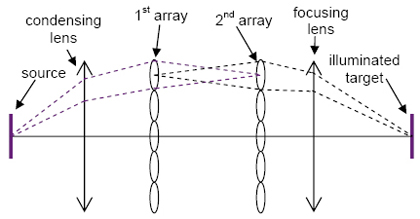 condensing
lens
1st array
2nd array
focusing
lens
source
illuminated
target